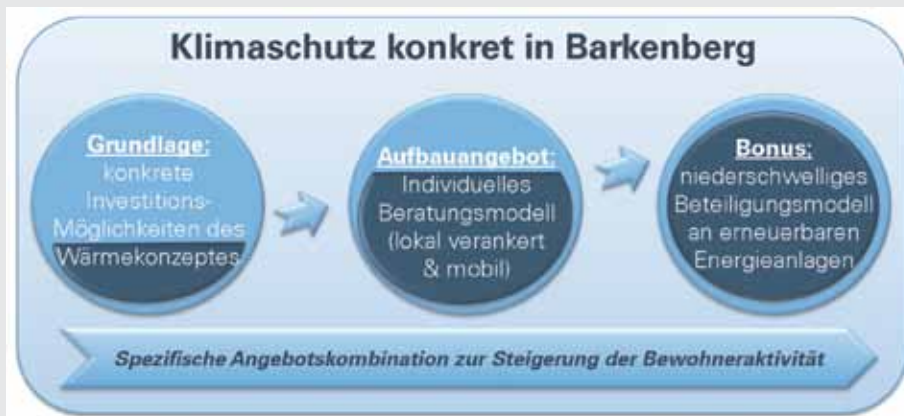 Klimaschutz konkret in Barkenberg
Grundlage:
konkrete
Investitions-
Möglichkeiten des
Wärmekonzeptes
Aufbauangebot:
Individuelles
Beratungsmodell
(lokal verankert
& mobil)
Bonus:
niederschwelliges
Beteiligungsmodell
an erneuerbaren
Energieanlagen
Spezifische Angebotskombination zur Steigerung der Bewohneraktivität